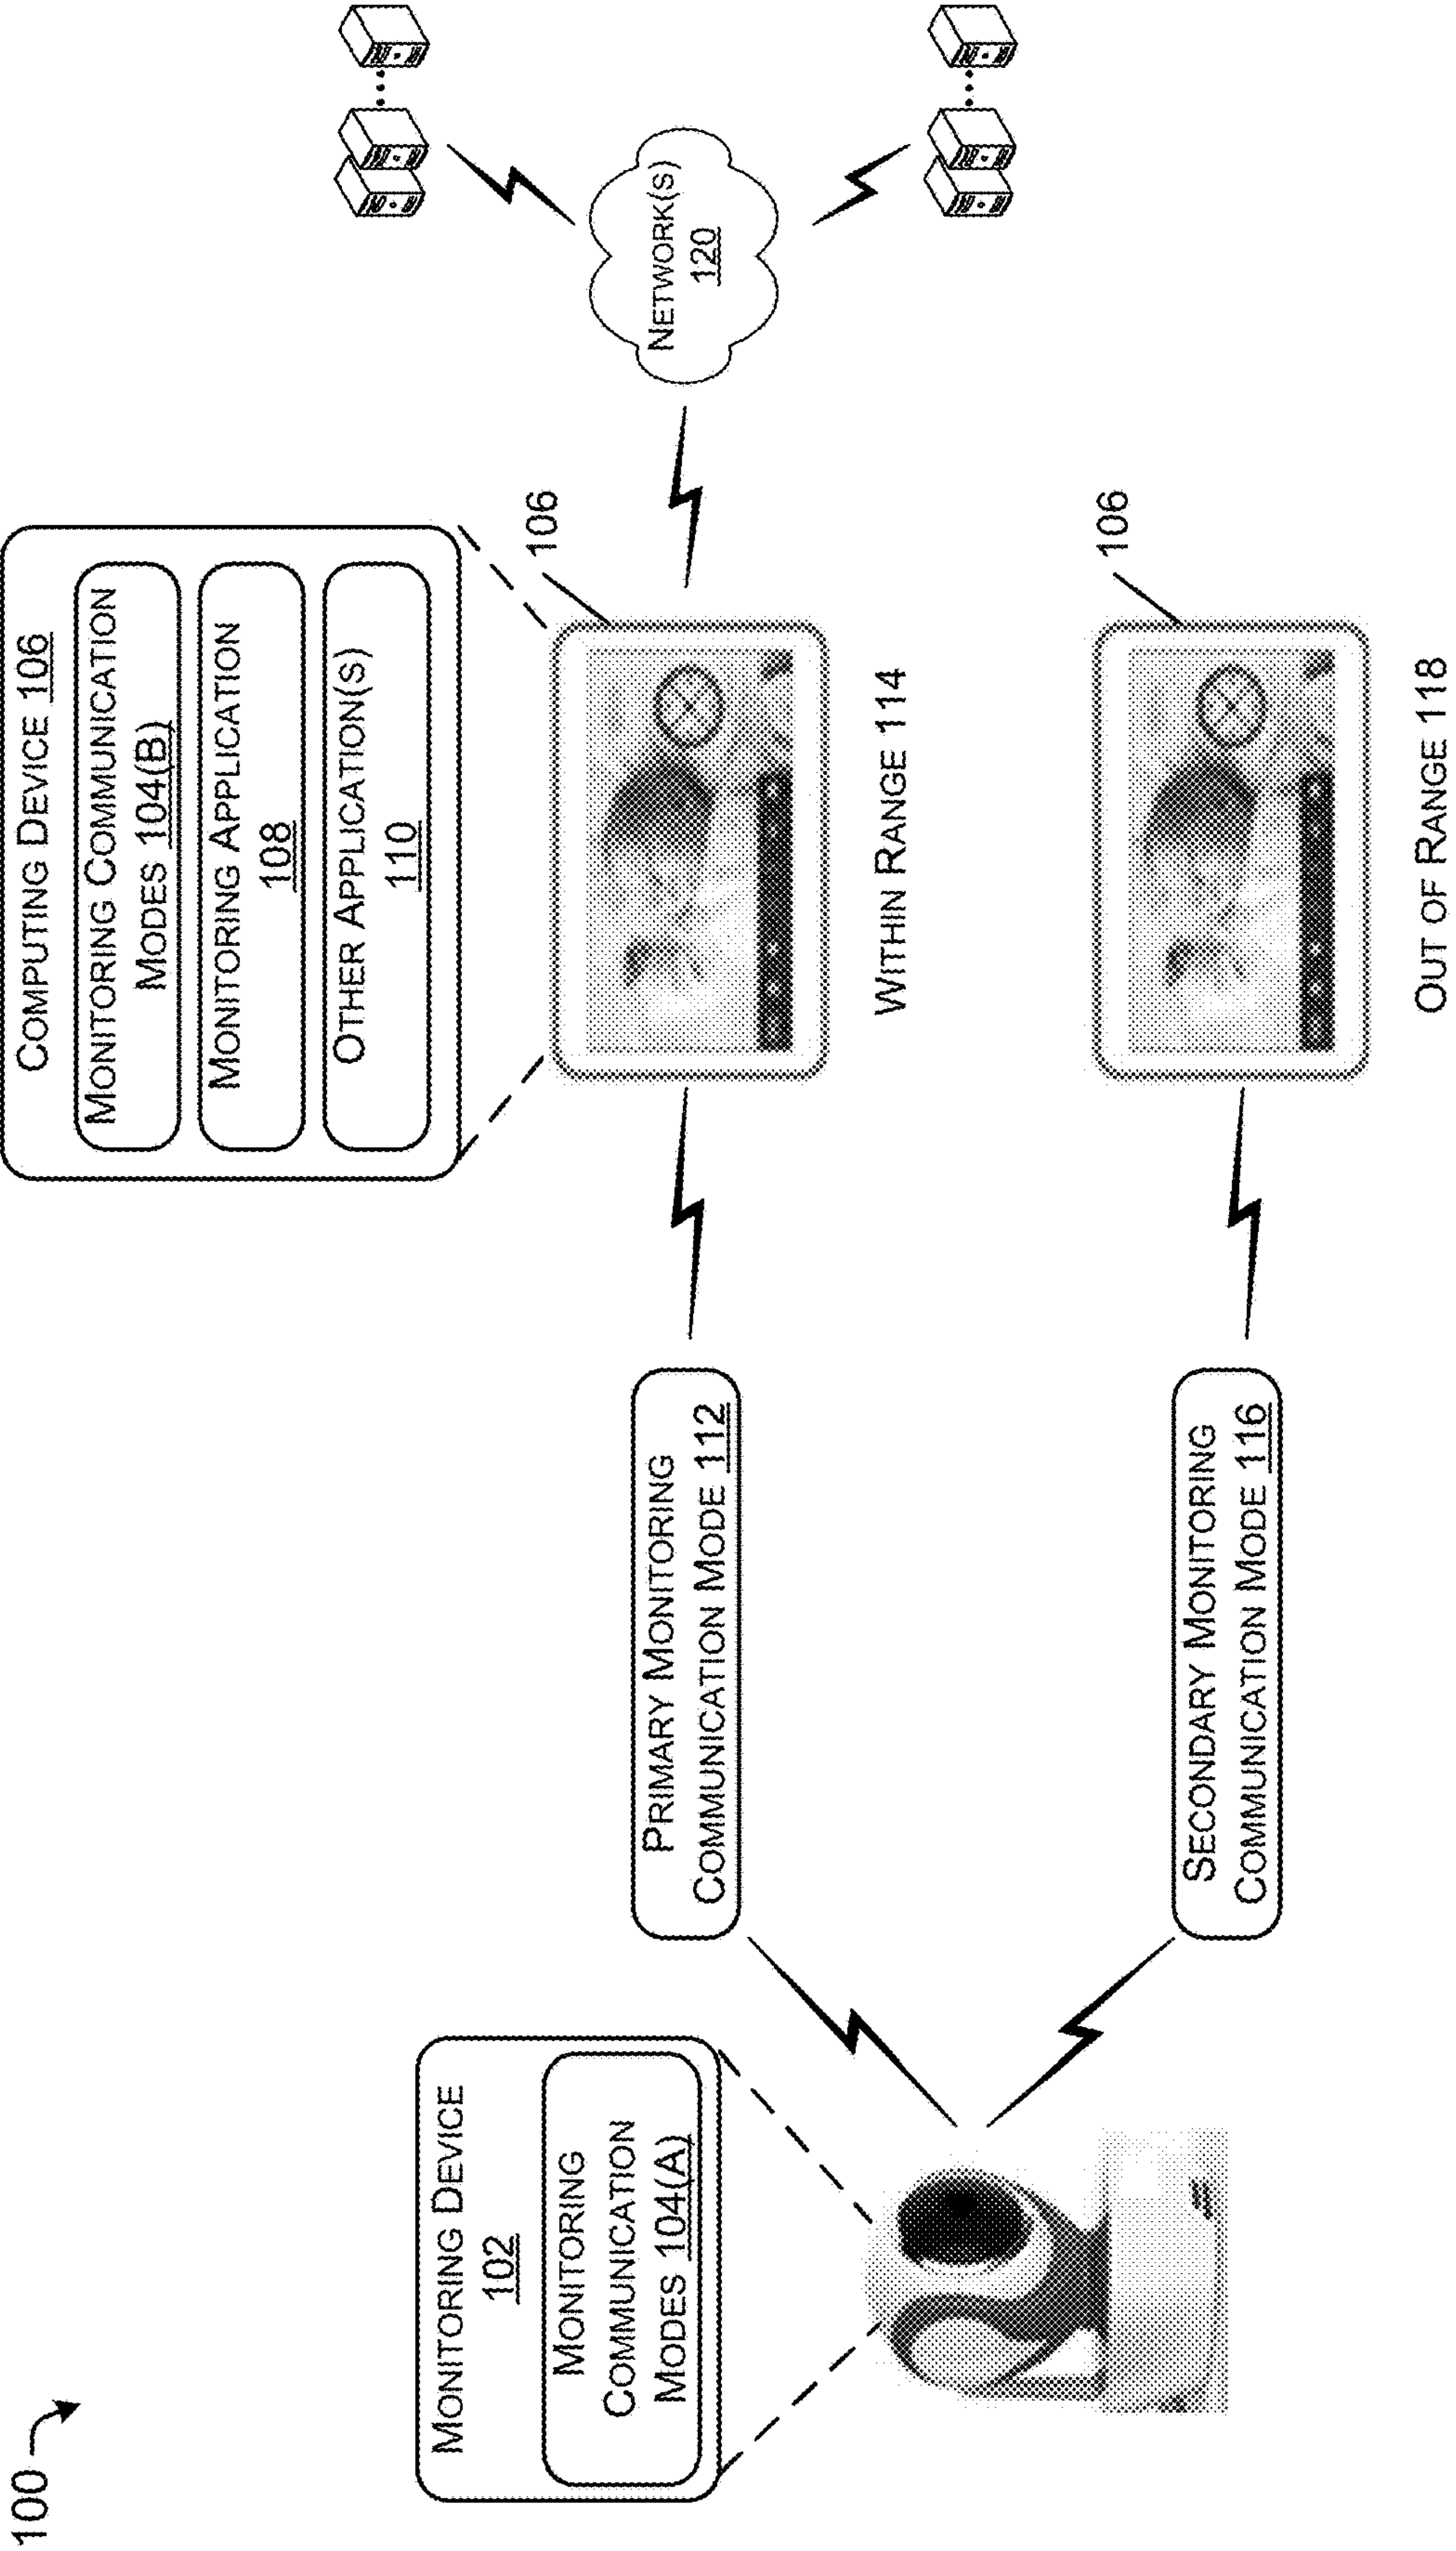 100
MONITORING DEVICE
102
MONITORING
COMMUNICATION
MODES 104(A)
PRIMARY MONITORING
COMMUNICATION MODE 112
SECONDARY MONITORING
COMMUNICATION MODE 116
COMPUTING DEVICE 106
MONITORING COMMUNICATION
MODES 104(B)
MONITORING APPLICATION
108
OTHER APPLICATION(S)
110
106
WITHIN RANGE 114
106
OUT OF RANGE 118
NETWORK(S)
120